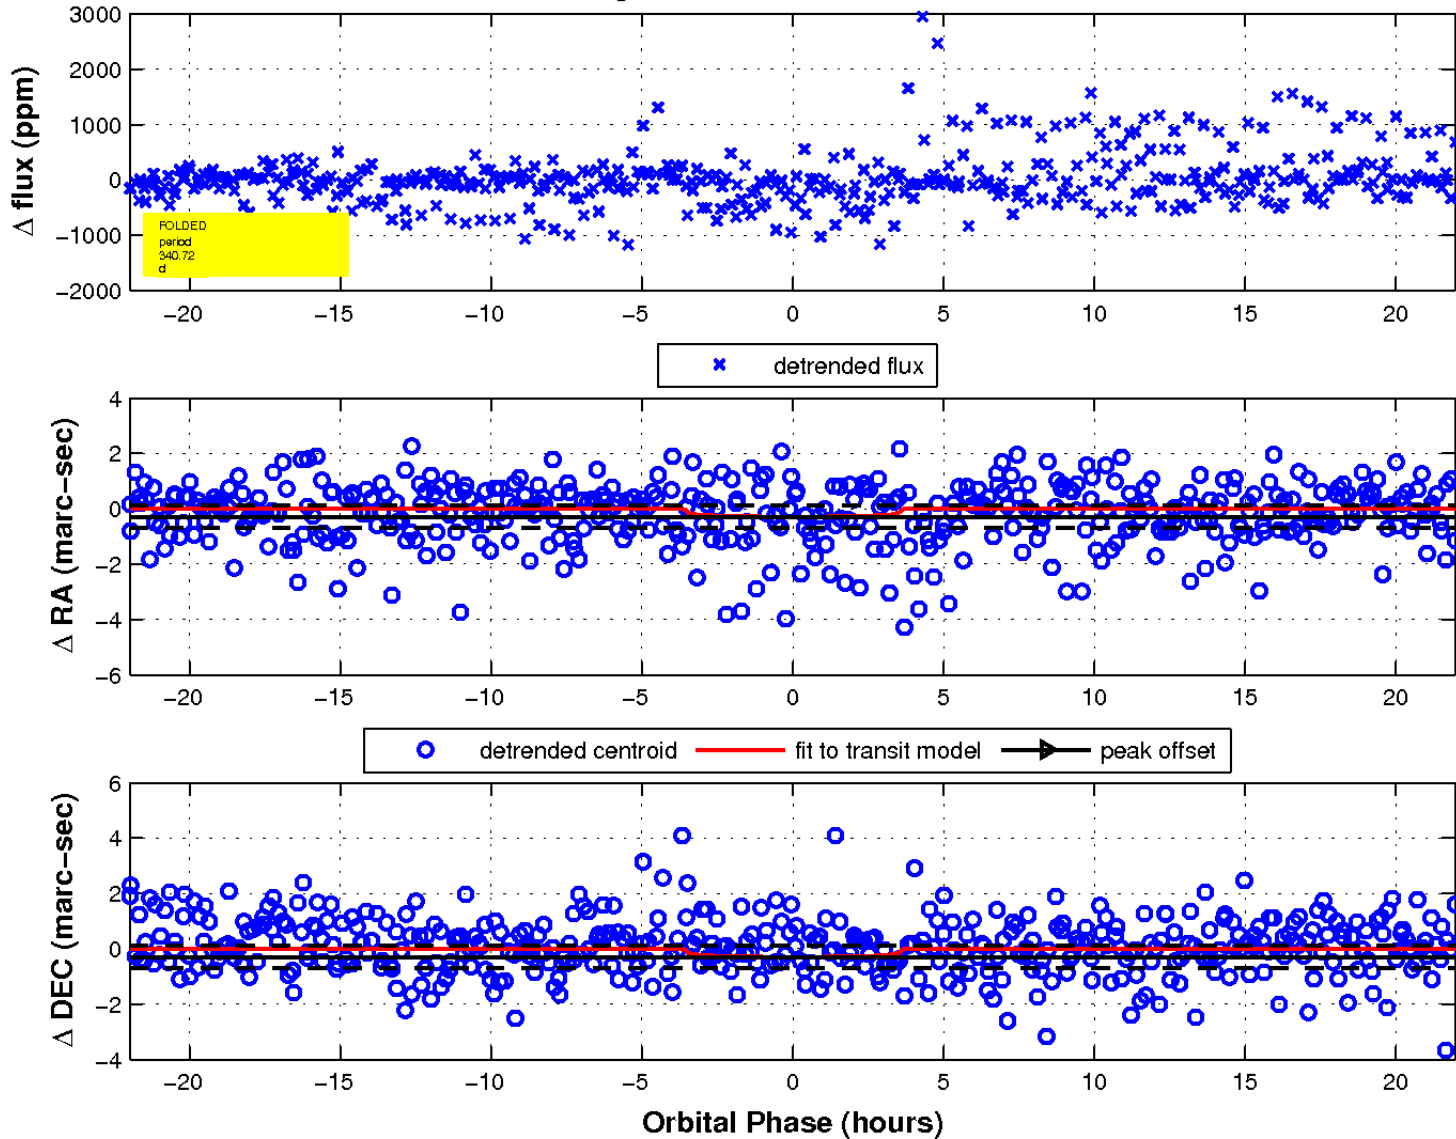 3000
2000
1000
0
−1000
−2000
Δ flux (ppm)
FOLDED
period
340.72
d
−20 −15 −10 −5 0 5 10 15 20
detrended flux
4
2
0
−2
−4
−6
Δ RA (marc−sec)
−20 −15 −10 −5 0 5 10 15 20
detrended centroid fit to transit model peak offset
6
4
2
0
−2
−4
Δ DEC (marc−sec)
−20 −15 −10 −5 0 5 10 15 20
Orbital Phase (hours)